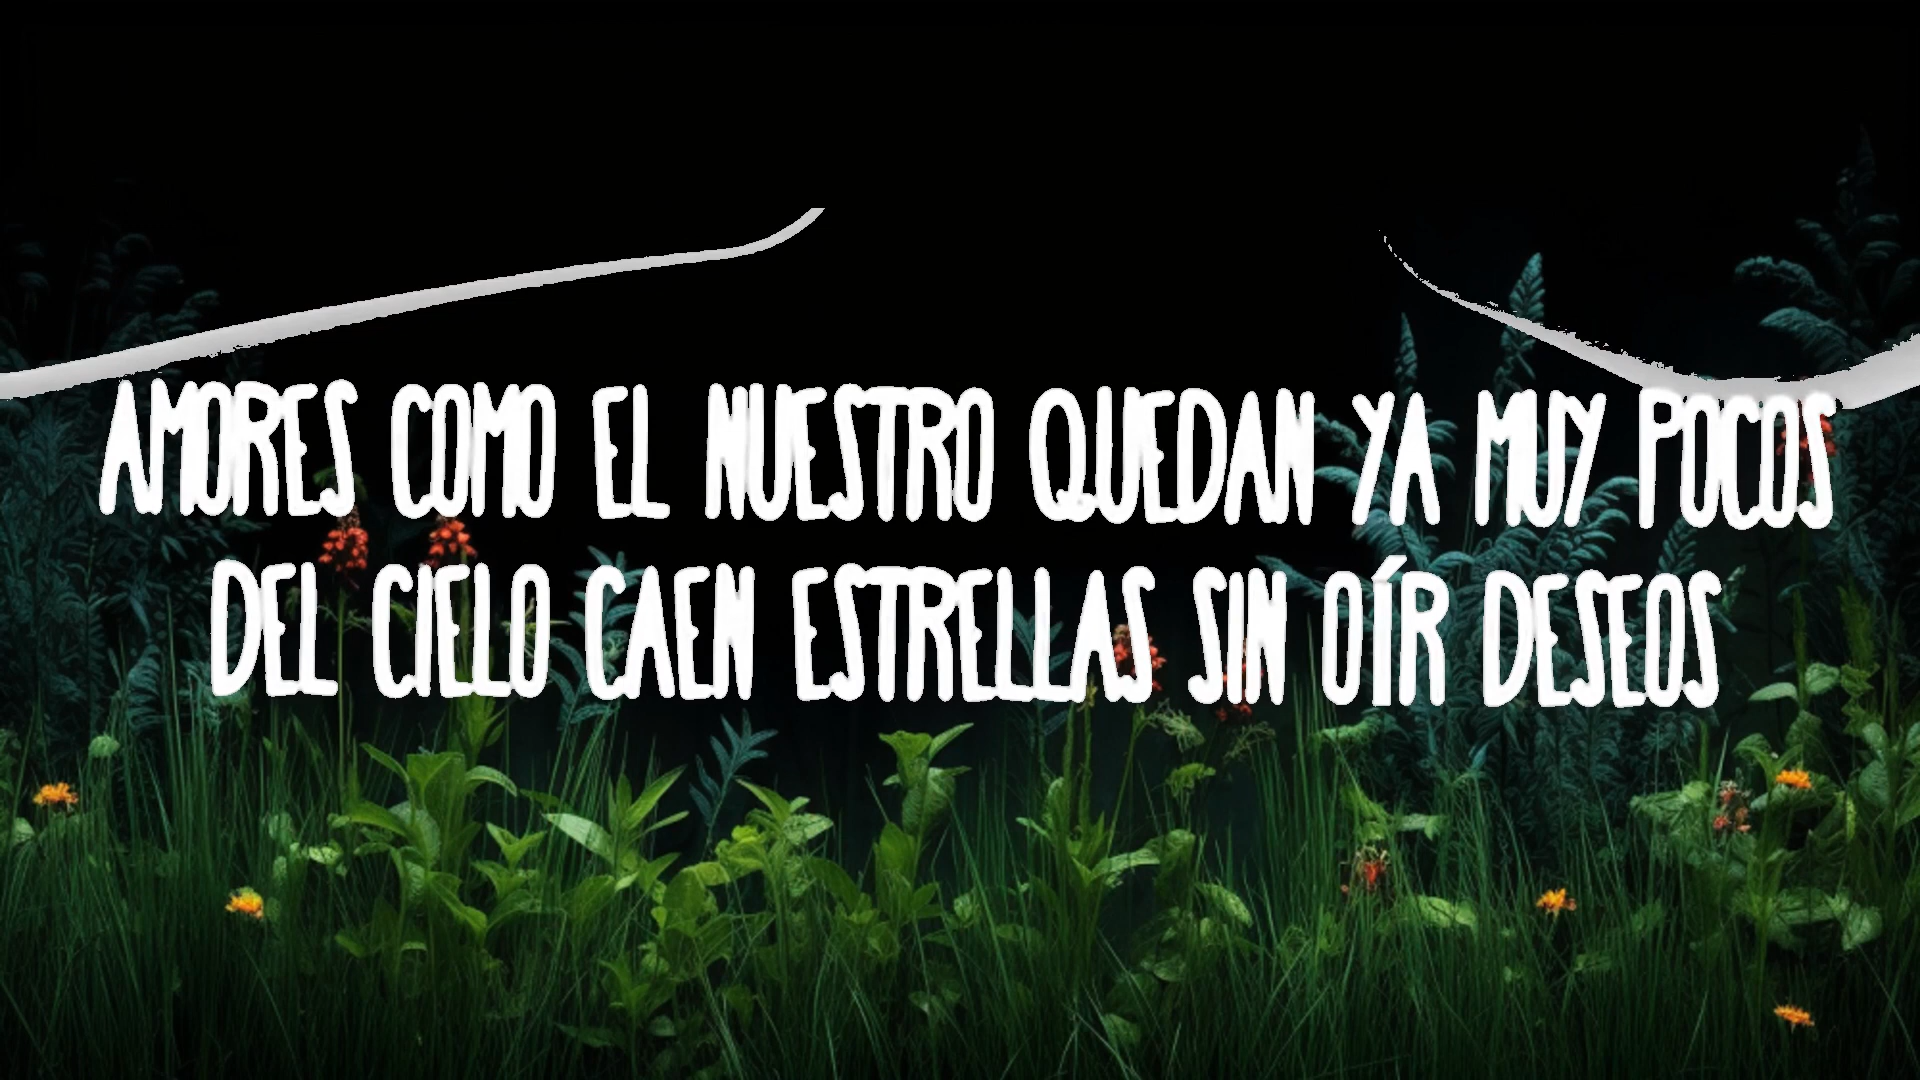 AMORES COMO EL NUESTRO QUEDAN YA MUY POCOS
DEL CIELO CAEN ESTRELLAS SIN OÍR DESEOS